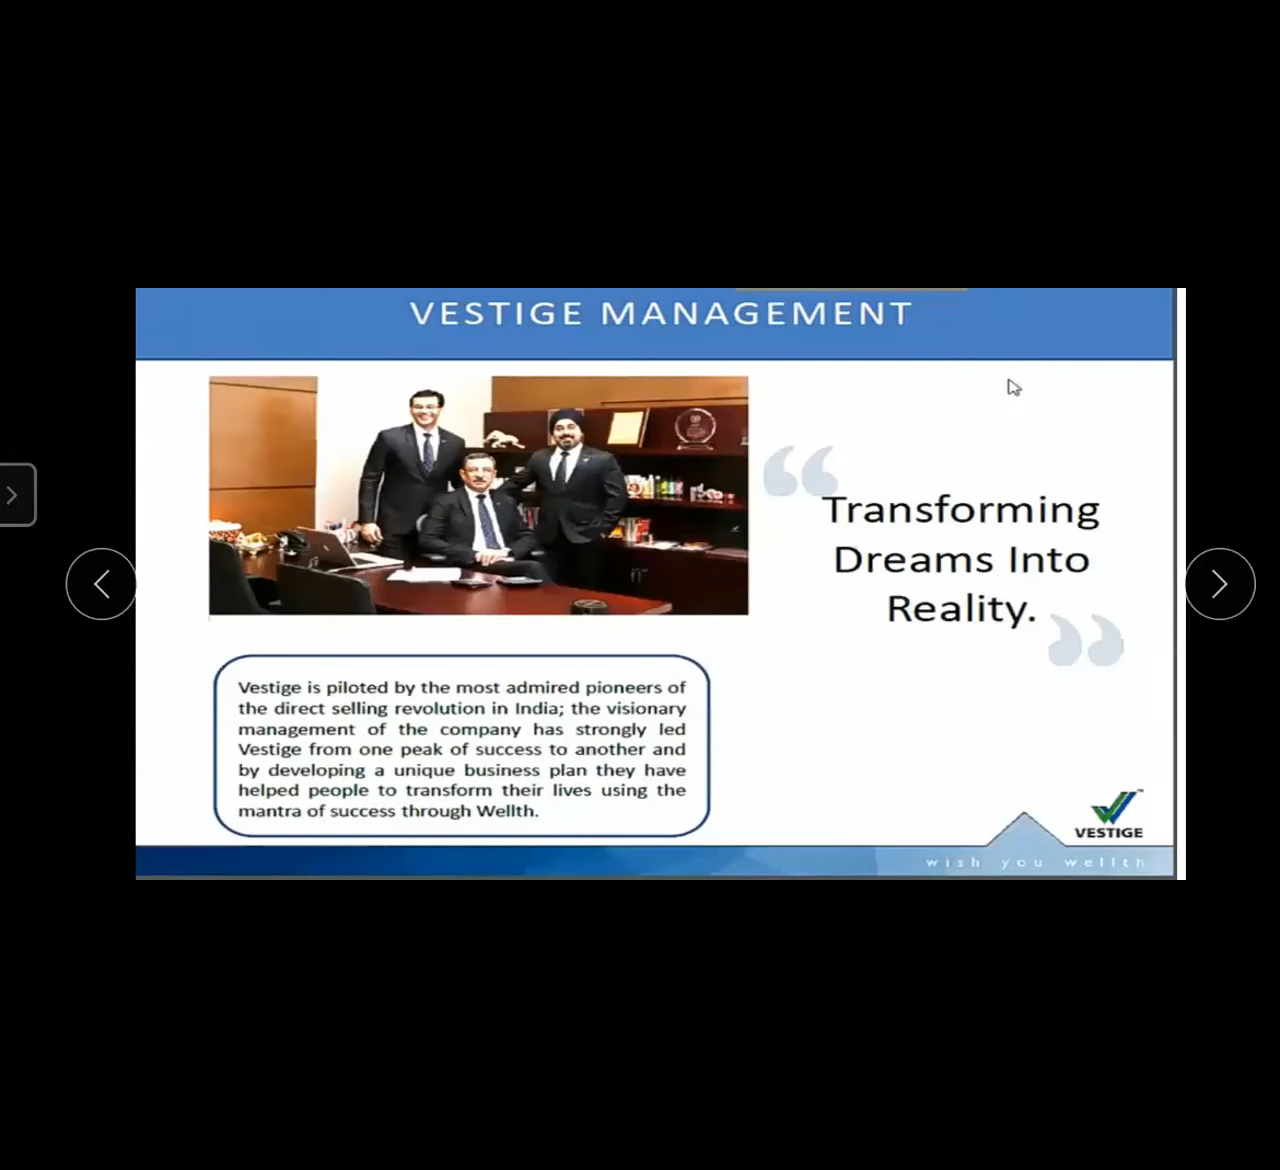 VESTIGE MANAGEMENT
Transforming
Dreams Into
Reality.
Vestige is piloted by the most admired pioneers of
the direct selling revolution in India; the visionary
management of the company has strongly led
Vestige from one peak of success to another and
by developing a unique business plan they have
helped people to transform their lives using the
mantra of success through Wellth.
VESTIGE
wish you wellth